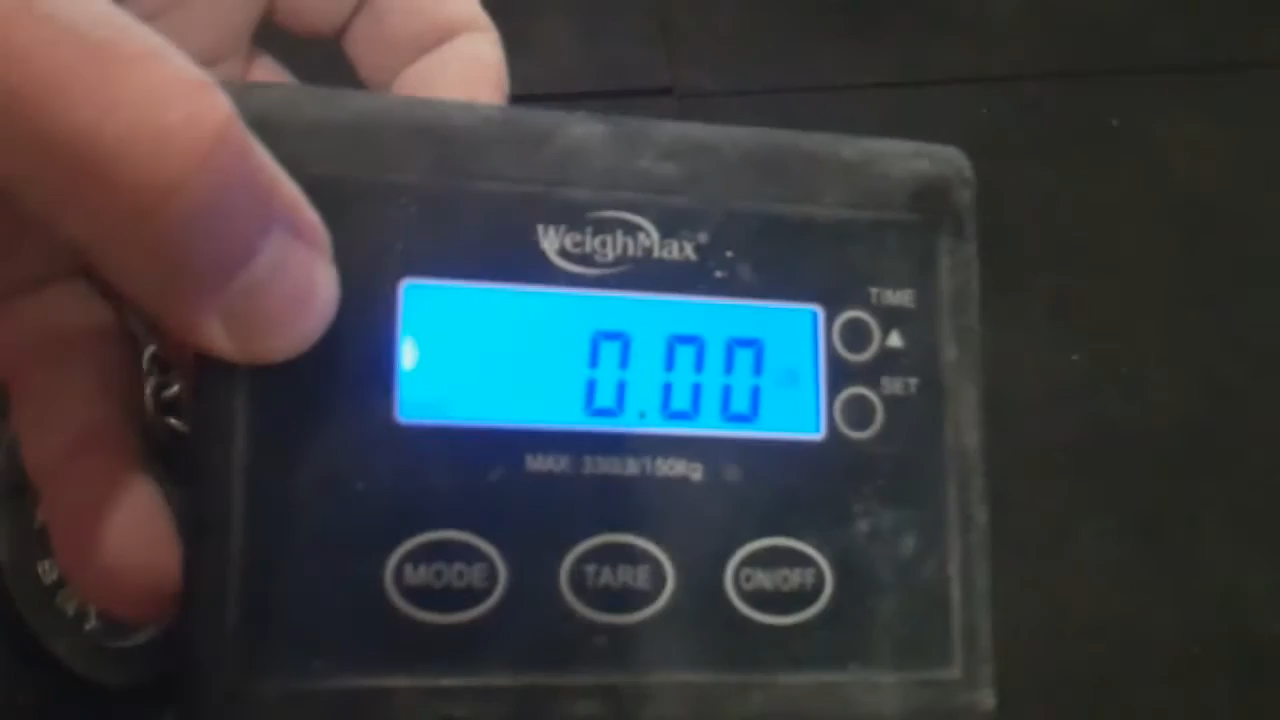 WeighMax®
TIME
0.00
SET
MAX: 330LB/150Kg
MODE
TARE
ON/OFF